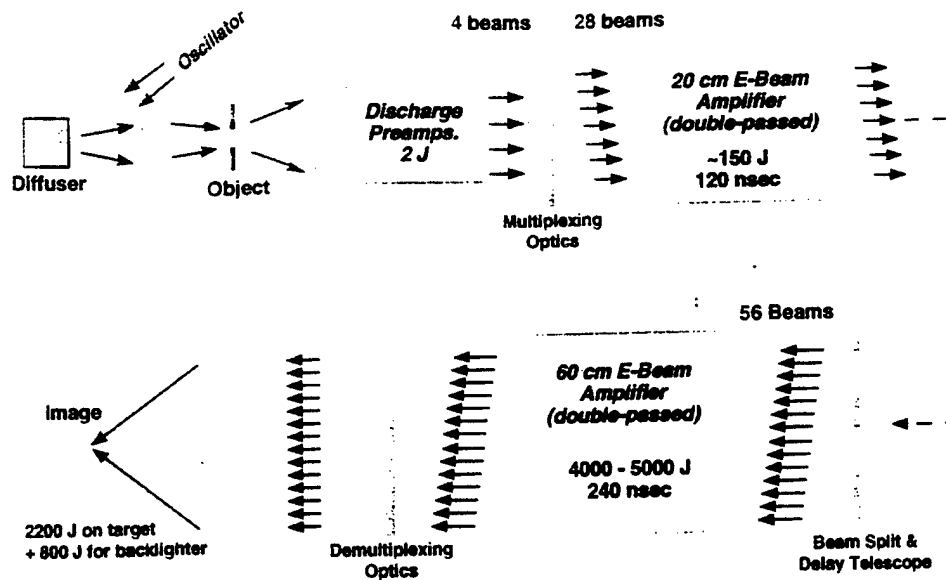 4 beams
28 beams
Oscillator
Diffuser
Object
Discharge
Preamps.
2 J
20 cm E-Beam
Amplifier
(double-passed)
~150 J
120 nsec
Multiplexing
Optics
56 Beams
Image
60 cm E-Beam
Amplifier
(double-passed)
4000 - 5000 J
240 nsec
2200 J on target
+ 800 J for backlighter
Demultiplexing
Optics
Beam Split &
Delay Telescope